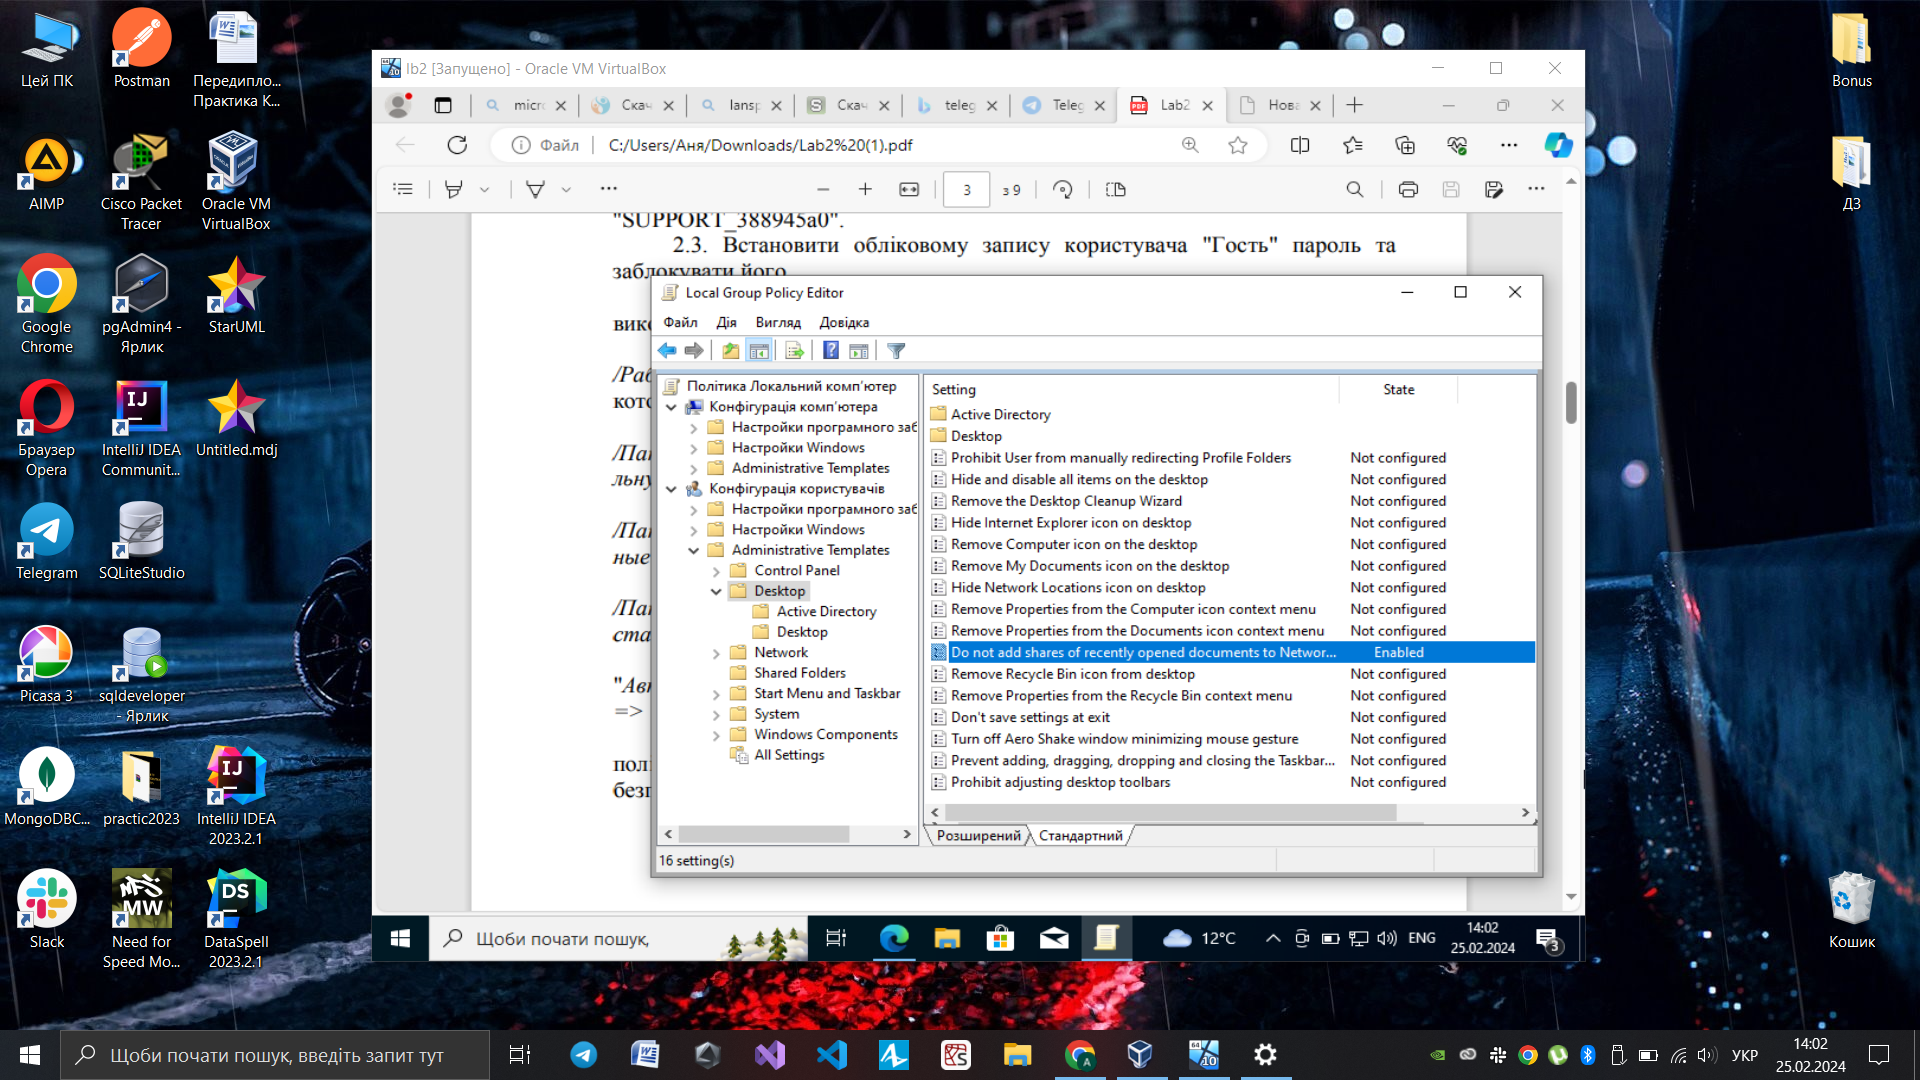 Цей ПК
Postman
Передипло...
Практика К...
AIMP
Cisco Packet
Tracer
Oracle VM
VirtualBox
Google
Chrome
pgAdmin4 -
Ярлик
StarUML
Браузер
Opera
IntelliJ IDEA
Communit...
Untitled.mdj
Telegram
SQLiteStudio
Picasa 3
sqldeveloper
- Ярлик
MongoDBC...
practic2023
IntelliJ IDEA
2023.2.1
Slack
Need for
Speed Mo...
DataSpell
2023.2.1
Bonus
ДЗ
Кошик
lb2 [Запущено] - Oracle VM VirtualBox
micro
Скач
lansp
Скач
teleg
Teleg
Lab2
Нова
Файл
C:/Users/Аня/Downloads/Lab2%20(1).pdf
3
з 9
"SUPPORT_388945a0".
2.3. Встановити обліковому запису користувача "Гость" пароль та
заблокувати його
вико
/Раб
кото
/Пан
льну
/Пан
ные
/Пан
ста
"Авт
=>
полі
безп
Local Group Policy Editor
Файл Дія Вигляд Довідка
Політика Локальний комп'ютер
Конфігурація комп'ютера
Настройки програмного заб
Настройки Windows
Administrative Templates
Конфігурація користувачів
Настройки програмного заб
Настройки Windows
Administrative Templates
Control Panel
Desktop
Active Directory
Desktop
Network
Shared Folders
Start Menu and Taskbar
System
Windows Components
All Settings
Setting State
Active Directory
Desktop
Prohibit User from manually redirecting Profile Folders Not configured
Hide and disable all items on the desktop Not configured
Remove the Desktop Cleanup Wizard Not configured
Hide Internet Explorer icon on desktop Not configured
Remove Computer icon on the desktop Not configured
Remove My Documents icon on the desktop Not configured
Hide Network Locations icon on desktop Not configured
Remove Properties from the Computer icon context menu Not configured
Remove Properties from the Documents icon context menu Not configured
Do not add shares of recently opened documents to Networ... Enabled
Remove Recycle Bin icon from desktop Not configured
Remove Properties from the Recycle Bin context menu Not configured
Don't save settings at exit Not configured
Turn off Aero Shake window minimizing mouse gesture Not configured
Prevent adding, dragging, dropping and closing the Taskbar... Not configured
Prohibit adjusting desktop toolbars Not configured
Розширений Стандартний
16 setting(s)
Щоби почати пошук,
12°C
ENG
14:02
25.02.2024
3
Щоби почати пошук, введіть запит тут
УКР
14:02
25.02.2024